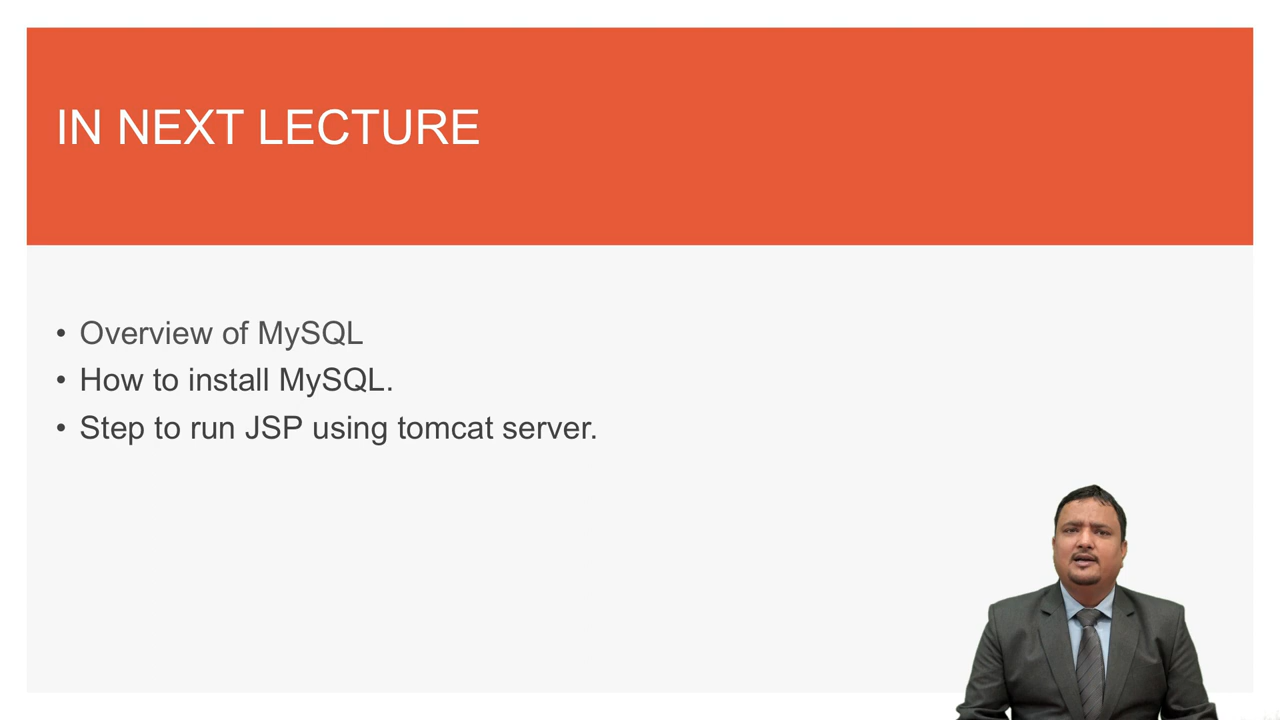 IN NEXT LECTURE
• Overview of MySQL
• How to install MySQL.
• Step to run JSP using tomcat server.